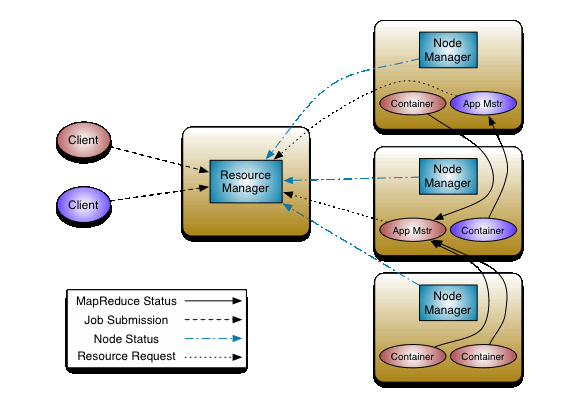 Node
Manager
Container
App Mstr
Client
Resource
Manager
Client
Node
Manager
App Mstr
Container
Node
Manager
Container
Container
MapReduce Status
Job Submission
Node Status
Resource Request